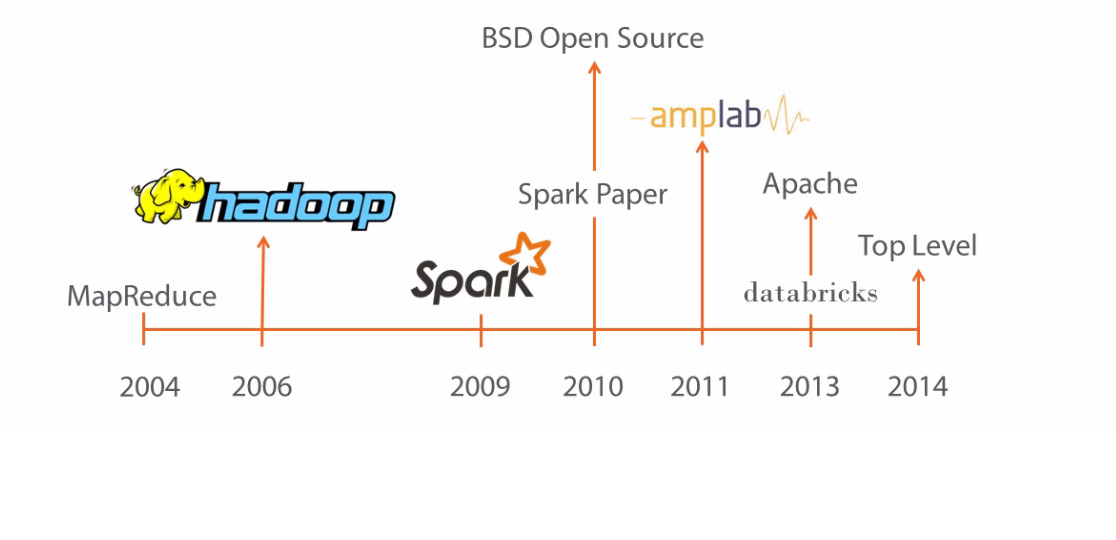 BSD Open Source
amplab
Apache
hadoop
Spark Paper
Top Level
Spark
MapReduce
databricks
2004 2006 2009 2010 2011 2013 2014